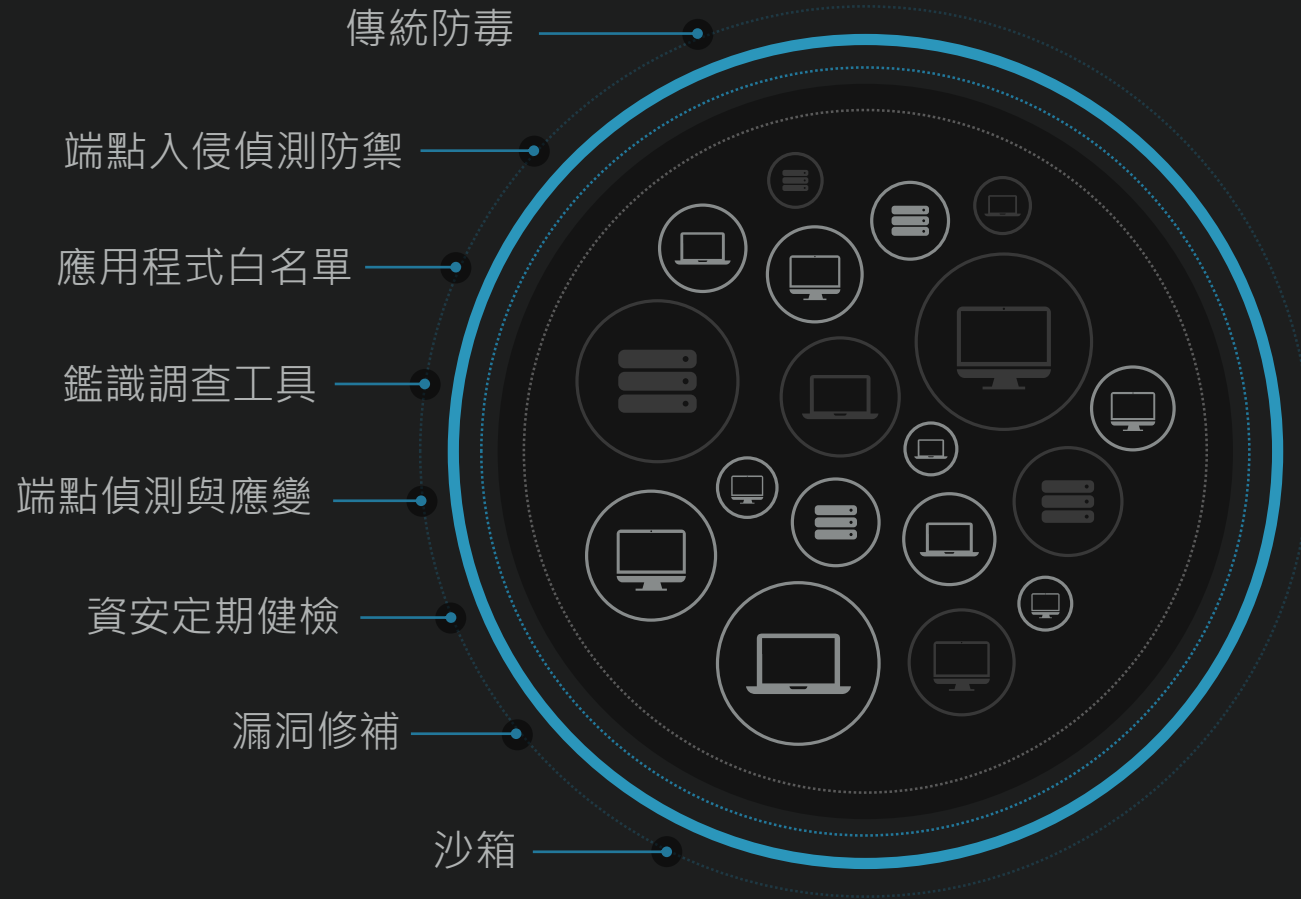 傳統防毒
端點入侵偵測防禦
應用程式白名單
鑑識調查工具
端點偵測與應變
資安定期健檢
漏洞修補
沙箱